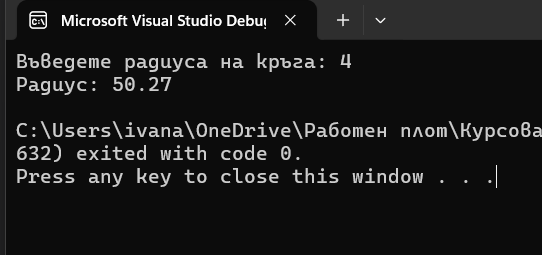 Microsoft Visual Studio Debug
Въведете радиуса на кръга: 4
Радиус: 50.27
C:\Users\ivana\OneDrive\Работен плот\Курсова
632) exited with code 0.
Press any key to close this window . . .